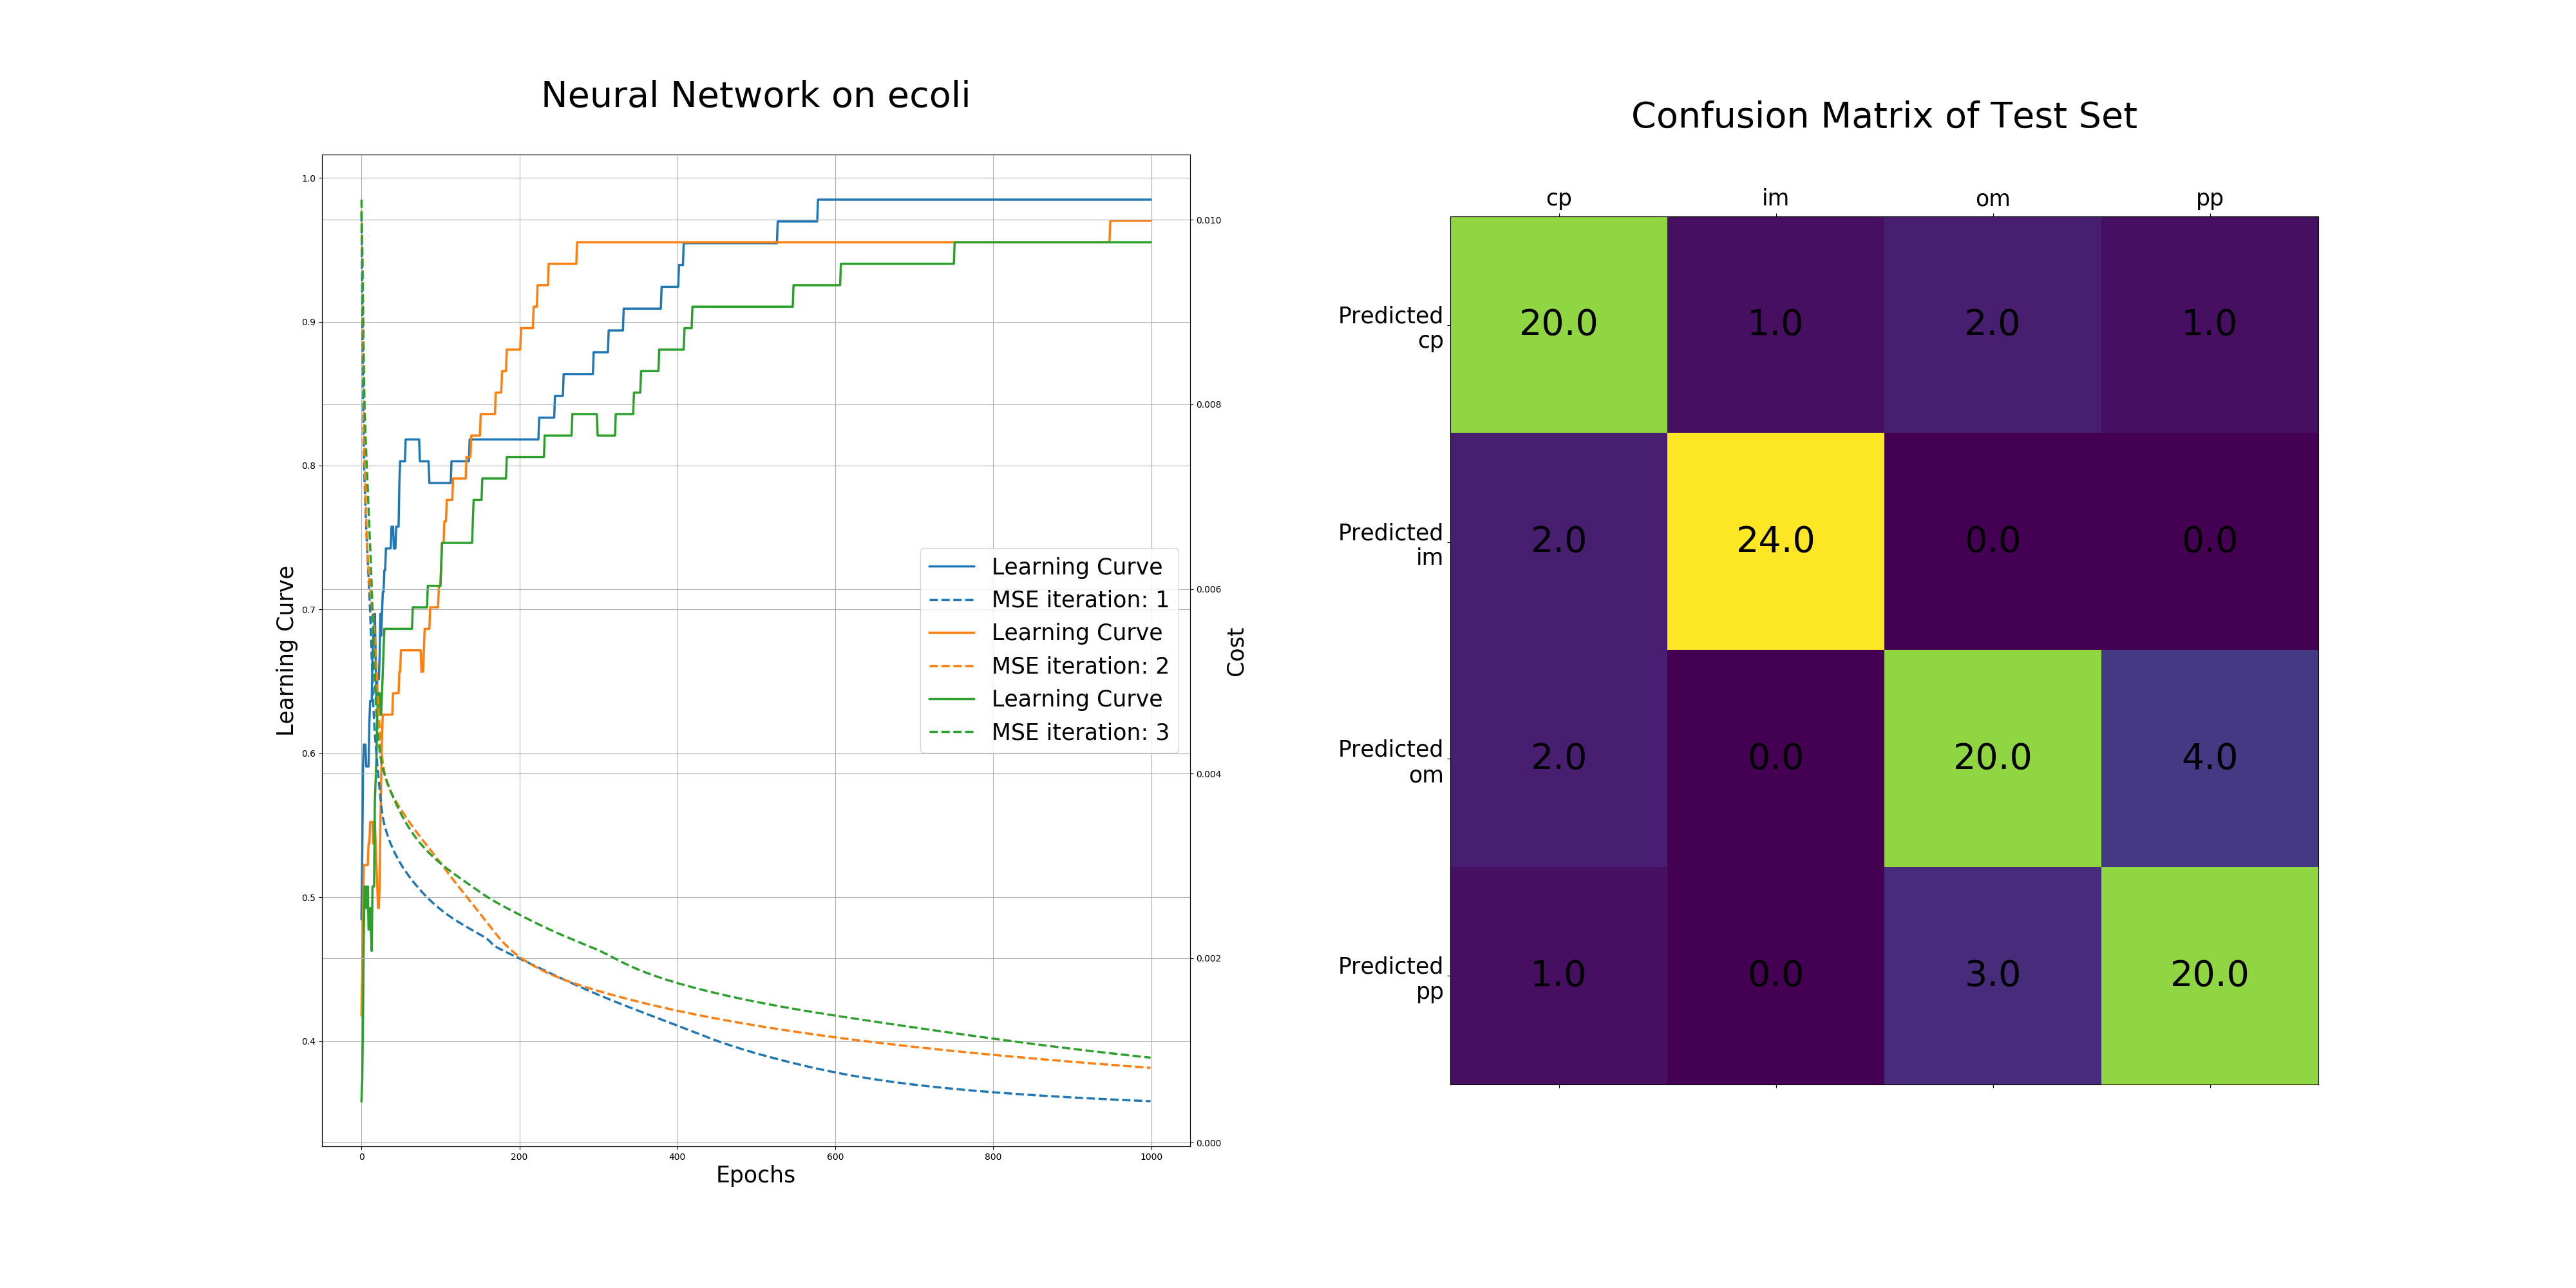 Neural Network on ecoli
1.0
0.9
0.8
0.7
0.6
0.5
0.4
Learning Curve
0
200
400
600
800
1000
Epochs
0.010
0.008
0.006
0.004
0.002
0.000
Cost
Learning Curve
MSE iteration: 1
Learning Curve
MSE iteration: 2
Learning Curve
MSE iteration: 3
Confusion Matrix of Test Set
cp im om pp
Predicted
cp
20.0 1.0 2.0 1.0
Predicted
im
2.0 24.0 0.0 0.0
Predicted
om
2.0 0.0 20.0 4.0
Predicted
pp
1.0 0.0 3.0 20.0